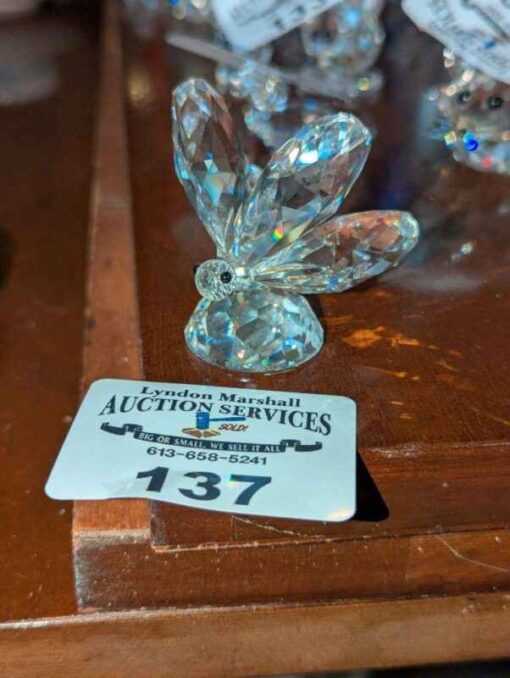 Lyndon Marshall
AUCTION SERVICES
SOLD!
BIG OR SMALL, WE SELL IT ALL
613-658-5241
137